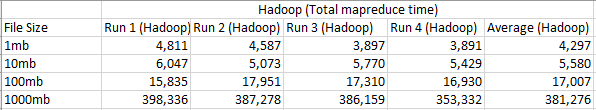 Hadoop (Total mapreduce time)
File Size Run 1 (Hadoop) Run 2 (Hadoop) Run 3 (Hadoop) Run 4 (Hadoop) Average (Hadoop)
1mb 4,811 4,587 3,897 3,891 4,297
10mb 6,047 5,073 5,770 5,429 5,580
100mb 15,835 17,951 17,310 16,930 17,007
1000mb 398,336 387,278 386,159 353,332 381,276